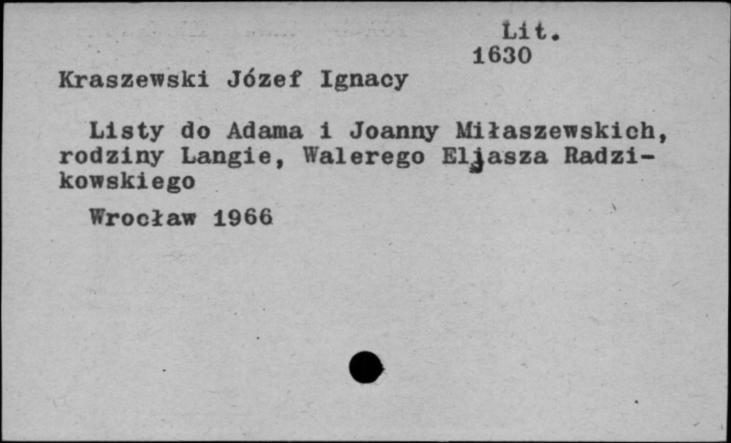 Lit.
1630
Kraszewski Józef Ignacy
Listy do Adama i Joanny Miłaszewskich,
rodziny Langie, Walerego Eljasza Radzi-
kowskiego
Wrocław 1966